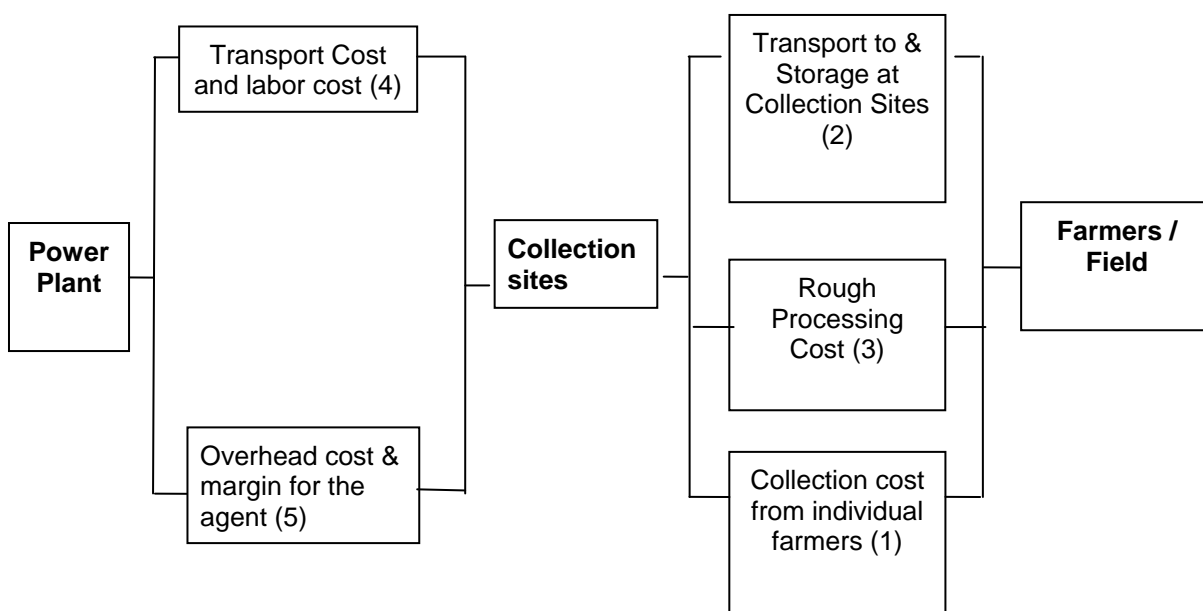 Transport Cost
and labor cost (4)
Transport to &
Storage at
Collection Sites
(2)
Power
Plant
Collection
sites
Farmers /
Field
Rough
Processing
Cost (3)
Overhead cost &
margin for the
agent (5)
Collection cost
from individual
farmers (1)